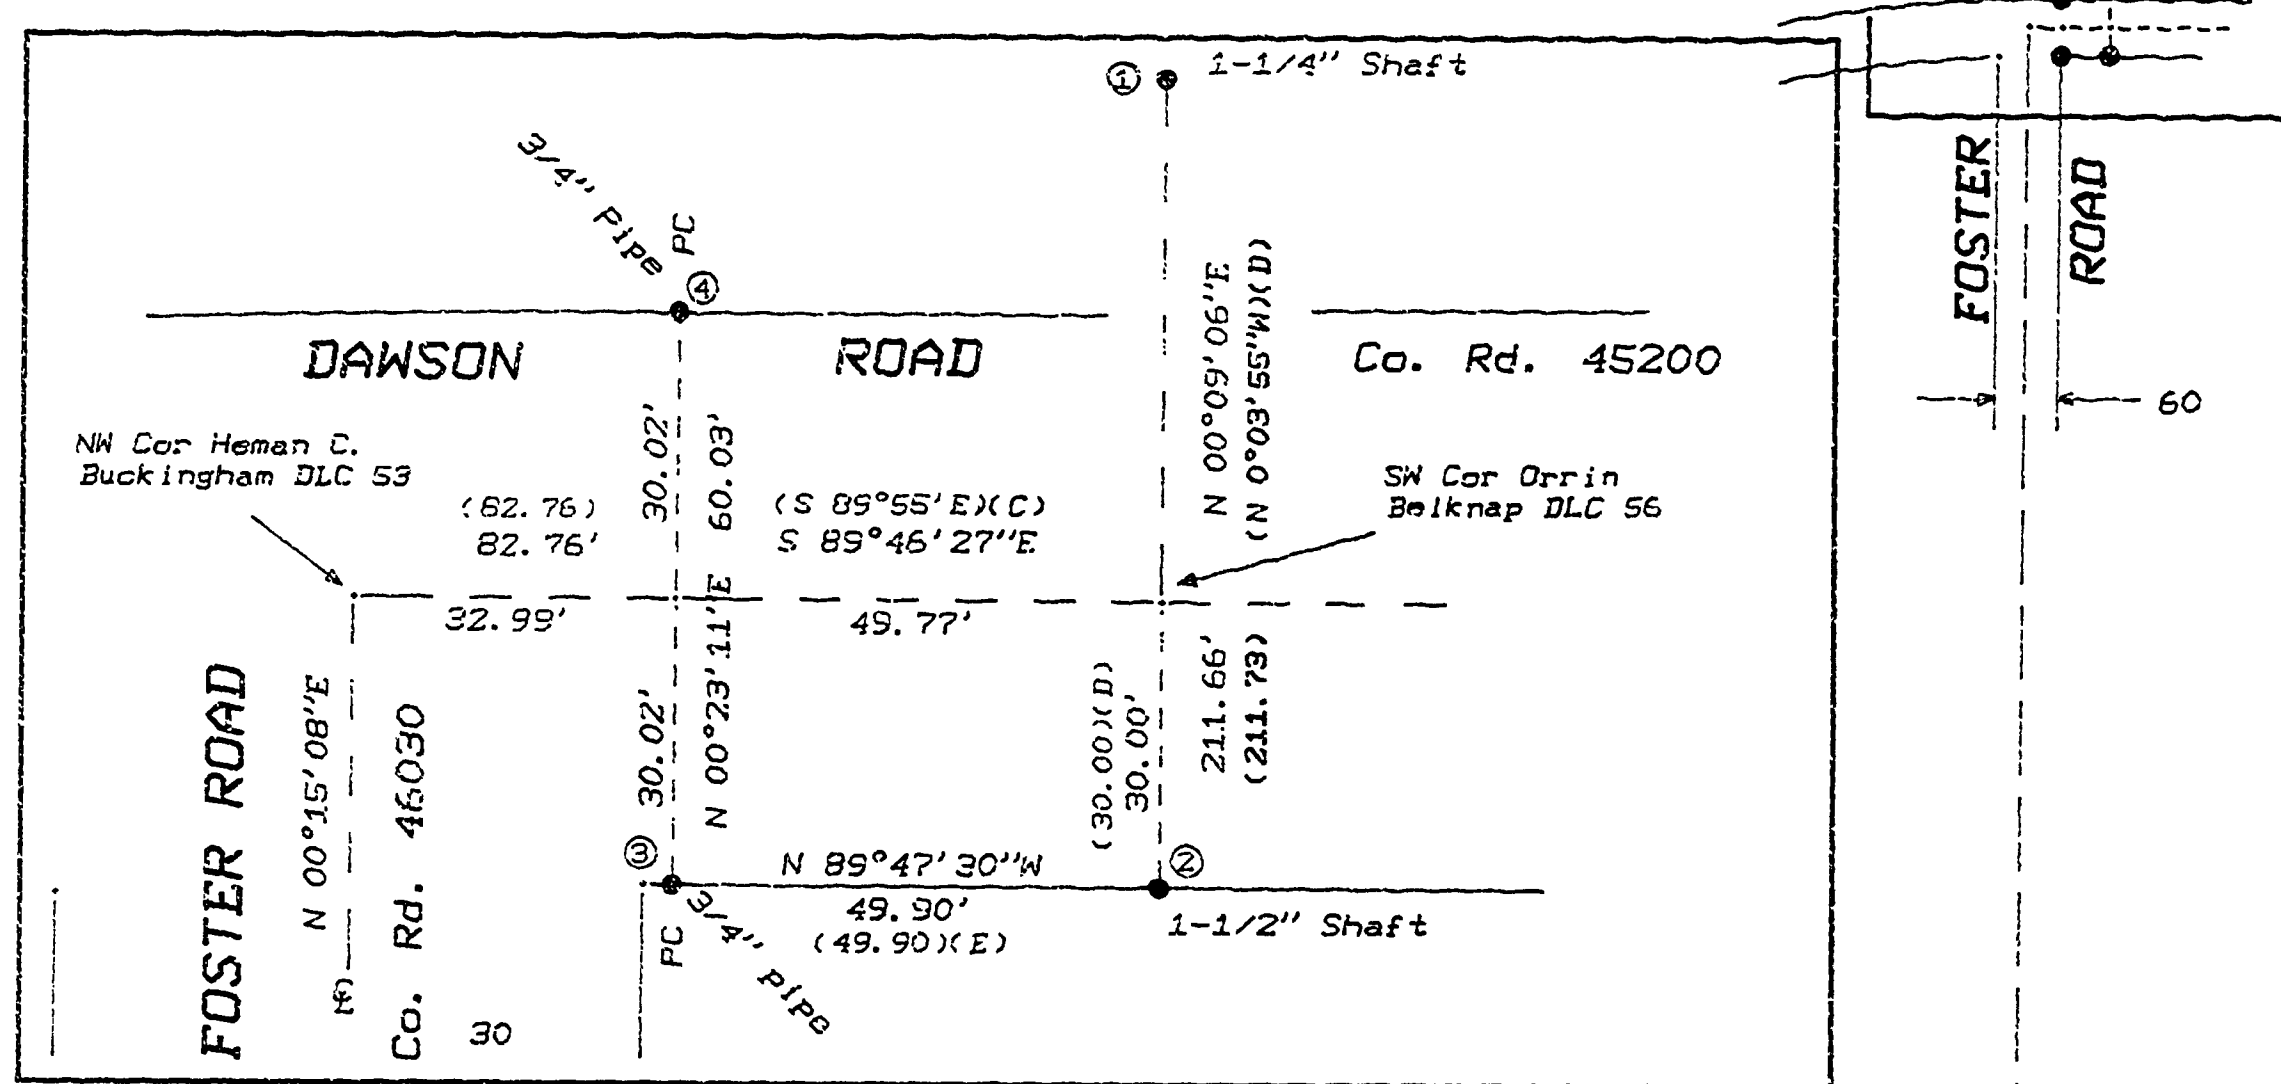 ① 1-1/4" Shaft
3/4" Pipe
PC
④
DAWSON ROAD Co. Rd. 45200
NW Cor Heman C.
Buckingham DLC 53
(82.76)
82.76'
30.02'
60.03'
N 00°23'11"E
(S 89°55'E)(C)
S 89°46'27"E
N 00°09'06"E
(N 0°03'55"W)(D)
SW Cor Orrin
Belknap DLC 56
32.99'
49.77'
FOSTER ROAD
N 00°15'08"E
℄
Co. Rd. 46030
30
30.02'
(30.00)(D)
30.00'
211.66'
(211.73)
③
N 89°47'30"W
②
49.90'
(49.90)(E)
PC
3/4" Pipe
1-1/2" Shaft
FOSTER
ROAD
60